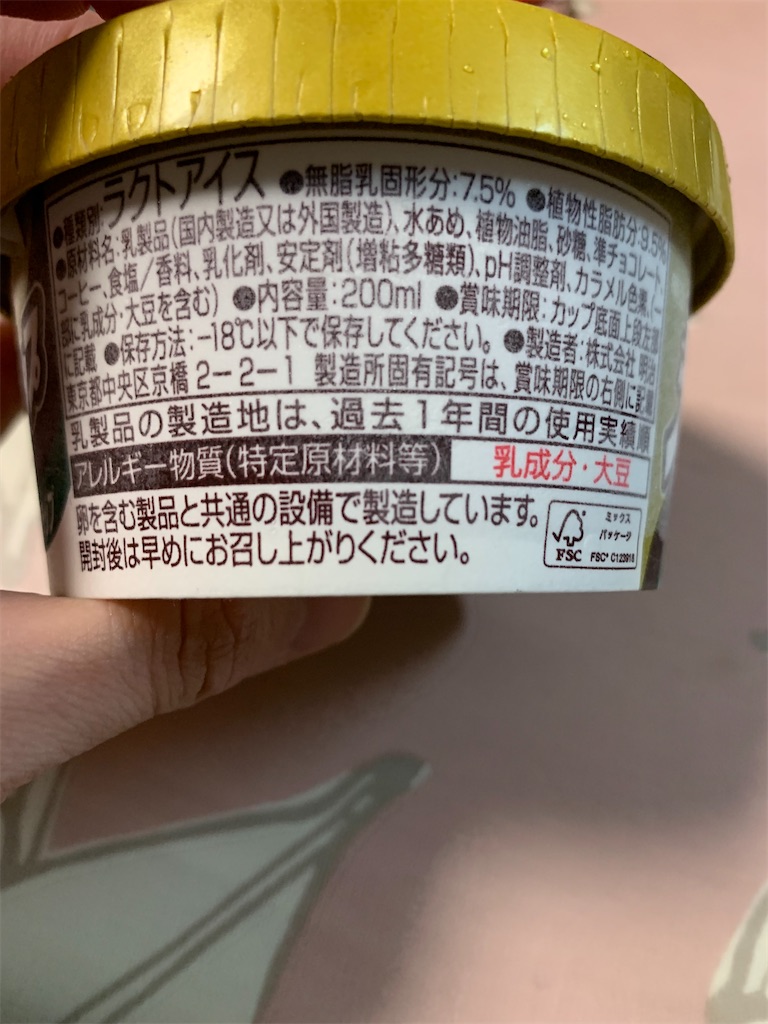 ●種類別:ラクトアイス ●無脂乳固形分:7.5% ●植物性脂肪分:9.5%
●原材料名:乳製品(国内製造又は外国製造)、水あめ、植物油脂、砂糖、準チョコレート、
コーヒー、食塩/香料、乳化剤、安定剤(増粘多糖類)、pH調整剤、カラメル色素、(一
部に乳成分・大豆を含む) ●内容量:200ml ●賞味期限:カップ底面上段左
に記載 ●保存方法:-18℃以下で保存してください。 ●製造者:株式会社 明治
東京都中央区京橋 2-2-1 製造所固有記号は、賞味期限の右側に記載
乳製品の製造地は、過去1年間の使用実績順
アレルギー物質(特定原材料等) 乳成分・大豆
卵を含む製品と共通の設備で製造しています。
開封後は早めにお召し上がりください。
FSC
ミックス
パッケージ
FSC® C123918